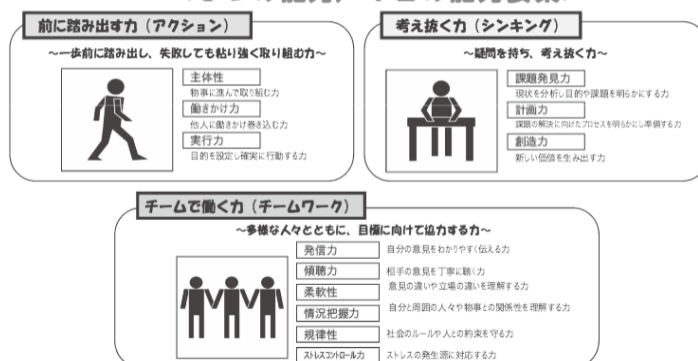 前に踏み出す力（アクション）
～一歩前に踏み出し、失敗しても粘り強く取り組む力～
主体性
物事に進んで取り組む力
働きかけ力
他人に働きかけ巻き込む力
実行力
目的を設定し確実に行動する力
考え抜く力（シンキング）
～疑問を持ち、考え抜く力～
課題発見力
現状を分析し目的や課題を明らかにする力
計画力
課題の解決に向けたプロセスを明らかにし準備する力
創造力
新しい価値を生み出す力
チームで働く力（チームワーク）
～多様な人々とともに、目標に向けて協力する力～
発信力 自分の意見をわかりやすく伝える力
傾聴力 相手の意見を丁寧に聴く力
柔軟性 意見の違いや立場の違いを理解する力
情況把握力 自分と周囲の人々や物事との関係性を理解する力
規律性 社会のルールや人との約束を守る力
ストレスコントロール力 ストレスの発生源に対応する力